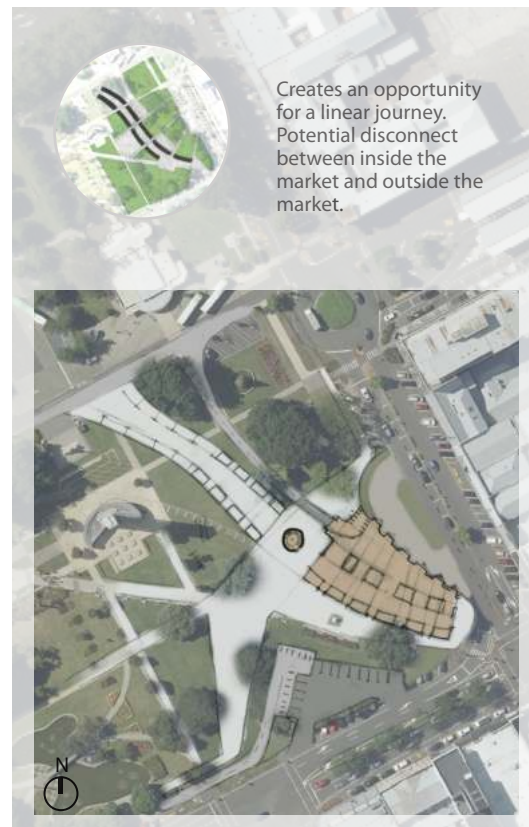 Creates an opportunity
for a linear journey.
Potential disconnect
between inside the
market and outside the
market.
N